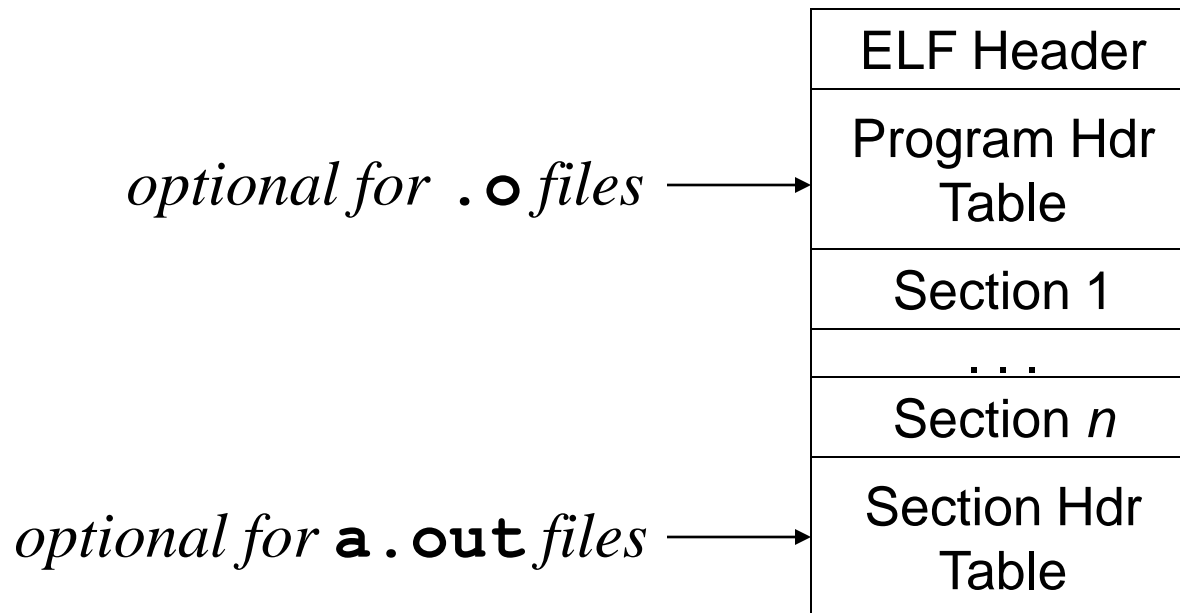 ELF Header
Program Hdr
Table
optional for .o files
Section 1
. . .
Section n
Section Hdr
Table
optional for a.out files